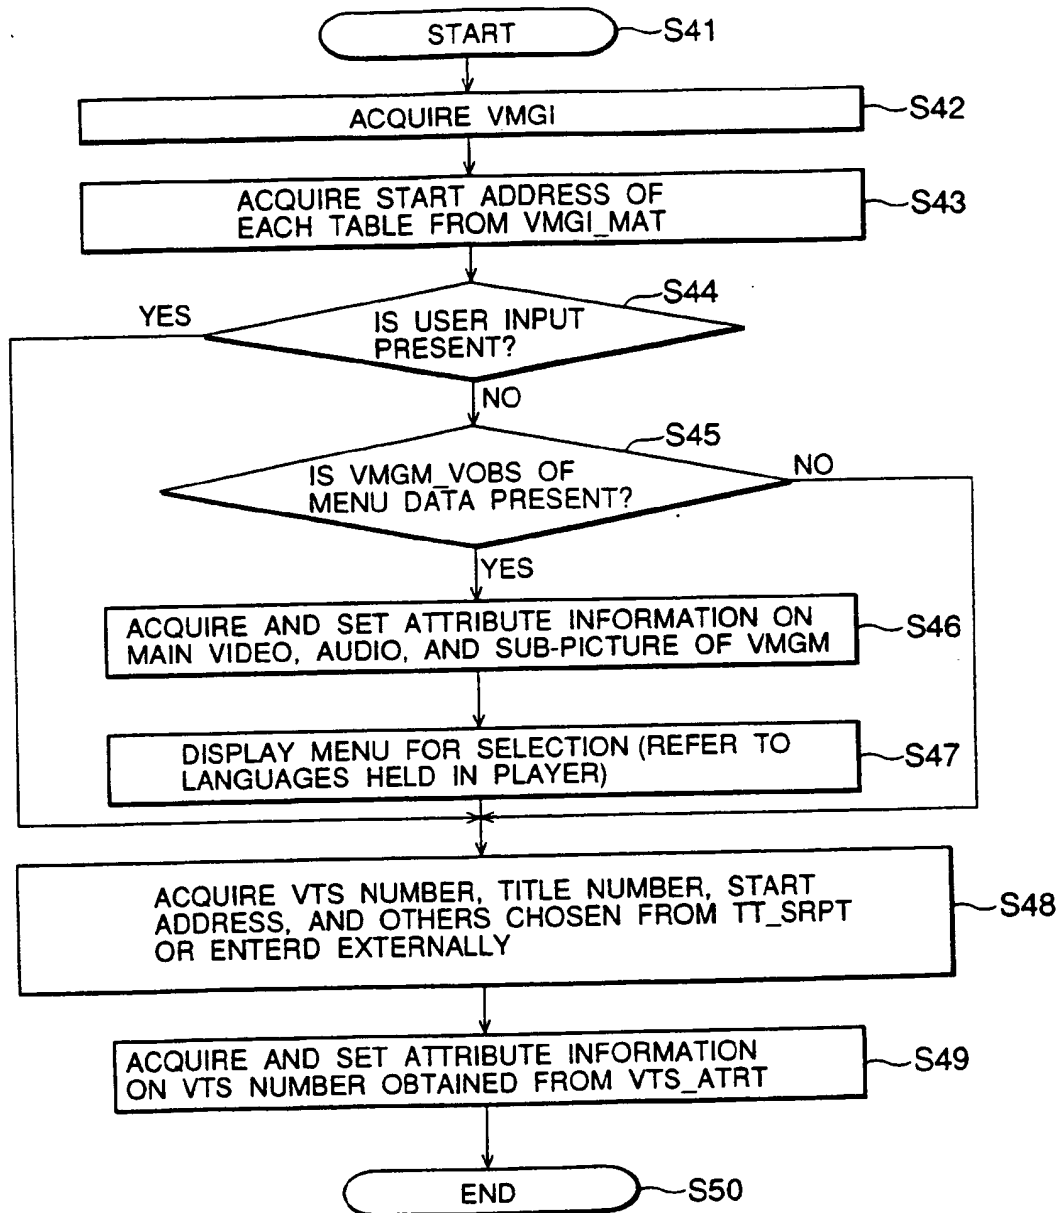 START
S41
ACQUIRE VMGI
S42
ACQUIRE START ADDRESS OF
EACH TABLE FROM VMGI_MAT
S43
S44
YES
IS USER INPUT
PRESENT?
NO
S45
IS VMGM_VOBS OF
MENU DATA PRESENT?
NO
YES
ACQUIRE AND SET ATTRIBUTE INFORMATION ON
MAIN VIDEO, AUDIO, AND SUB-PICTURE OF VMGM
S46
DISPLAY MENU FOR SELECTION (REFER TO
LANGUAGES HELD IN PLAYER)
S47
ACQUIRE VTS NUMBER, TITLE NUMBER, START
ADDRESS, AND OTHERS CHOSEN FROM TT_SRPT
OR ENTERD EXTERNALLY
S48
ACQUIRE AND SET ATTRIBUTE INFORMATION
ON VTS NUMBER OBTAINED FROM VTS_ATRT
S49
END
S50